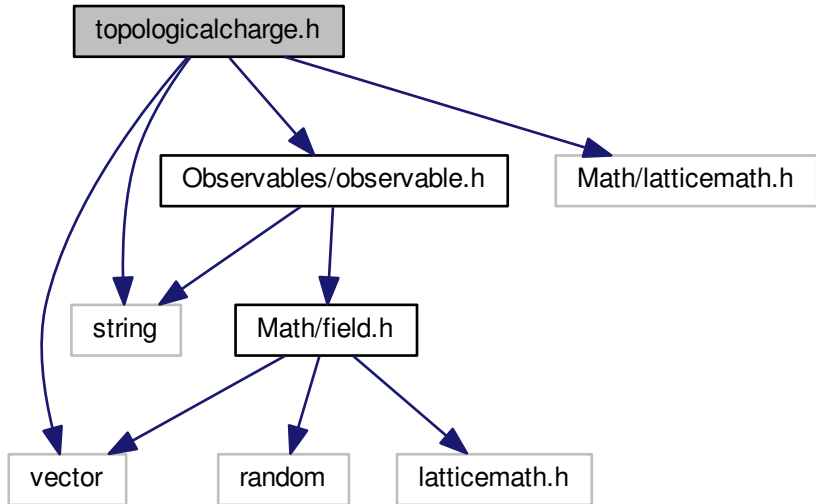 topologicalcharge.h
Observables/observable.h
Math/latticemath.h
string
Math/field.h
vector
random
latticemath.h